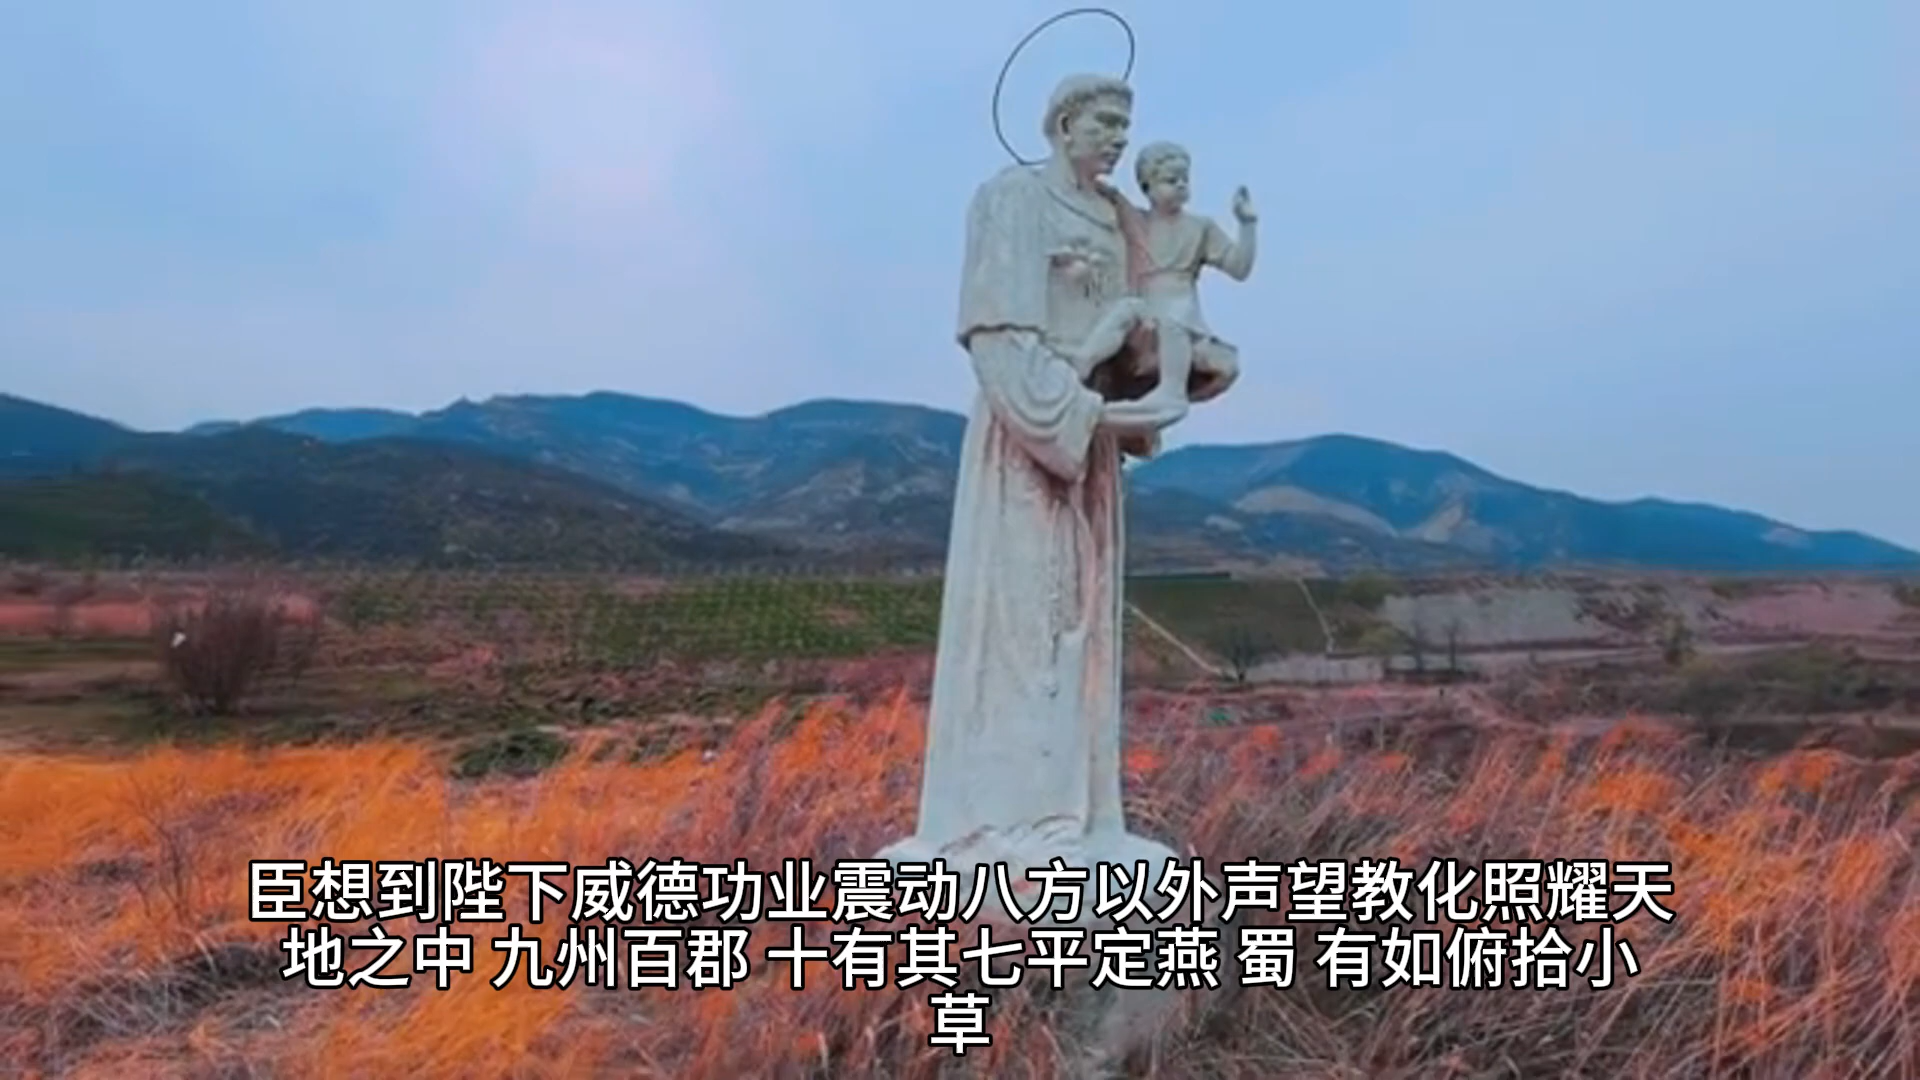 臣想到陛下威德功业震动八方以外声望教化照耀天
地之中 九州百郡 十有其七平定燕 蜀 有如俯拾小
草